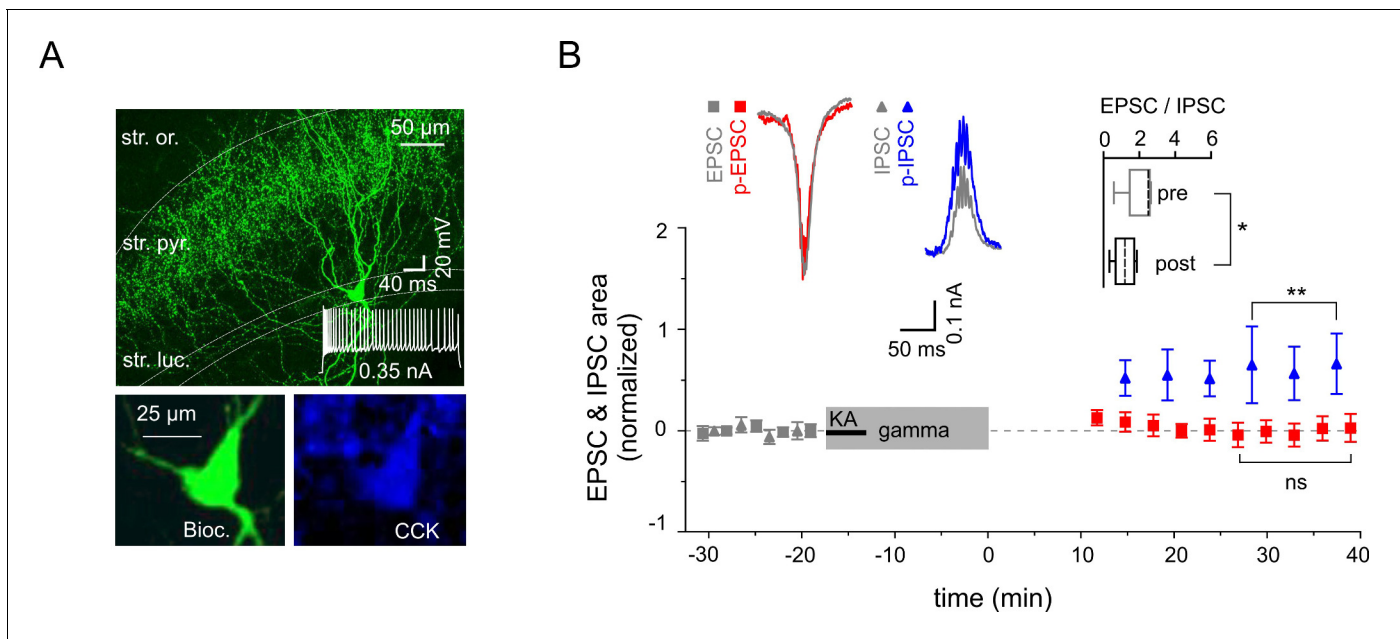 A
str. or.
50 µm
str. pyr.
40 ms
20 mV
str. luc.
0.35 nA
25 µm
Bioc.
CCK
B
EPSC
p-EPSC
IPSC
p-IPSC
50 ms
0.1 nA
EPSC / IPSC
0 2 4 6
pre
post
*
**
ns
KA
gamma
EPSC & IPSC area
(normalized)
2
1
0
-1
-30 -20 -10 0 10 20 30 40
time (min)